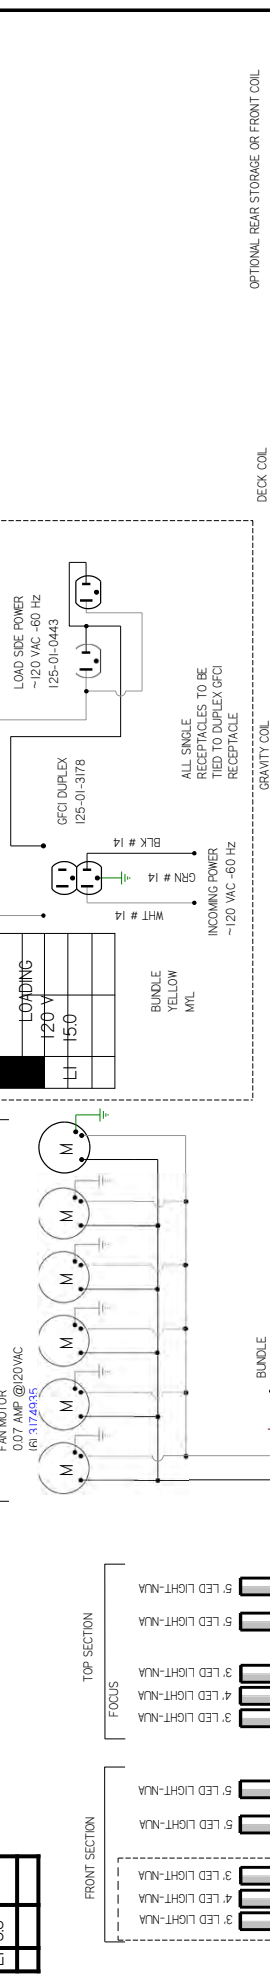 OPTIONAL REAR STORAGE OR FRONT COIL
DECK COIL
GRAVITY COIL
LOAD SIDE POWER
~120 VAC -60 Hz
125-01-0443
GFCI DUPLEX
125-01-3178
ALL SINGLE
RECEPTACLES TO BE
TIED TO DUPLEX GFCI
RECEPTACLE
BLK # 14
GRN # 14
WHT # 14
INCOMING POWER
~120 VAC -60 Hz
BUNDLE
YELLOW
MYL
LOADING
120 V
L1 15.0
FAN MOTOR
0.07 AMP @120VAC
(6) 3174935
M
M
M
M
M
M
BUNDLE
TOP SECTION
FOCUS
5' LED LIGHT-NUA
5' LED LIGHT-NUA
3' LED LIGHT-NUA
4' LED LIGHT-NUA
3' LED LIGHT-NUA
FRONT SECTION
5' LED LIGHT-NUA
5' LED LIGHT-NUA
3' LED LIGHT-NUA
4' LED LIGHT-NUA
3' LED LIGHT-NUA